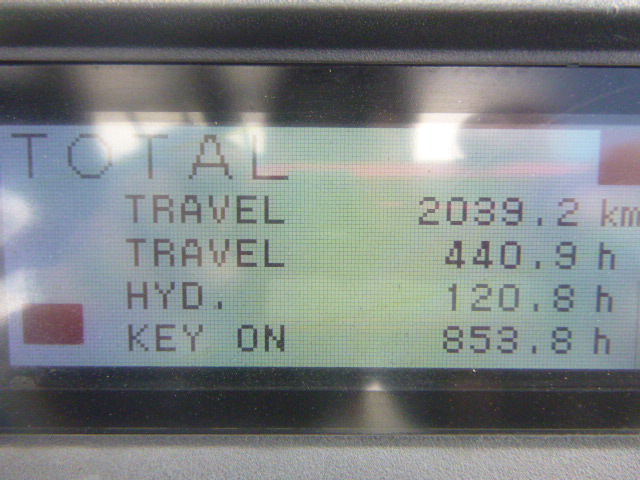 TOTAL
TRAVEL 2039.2 km
TRAVEL 440.9 h
HYD. 120.8 h
KEY ON 853.8 h